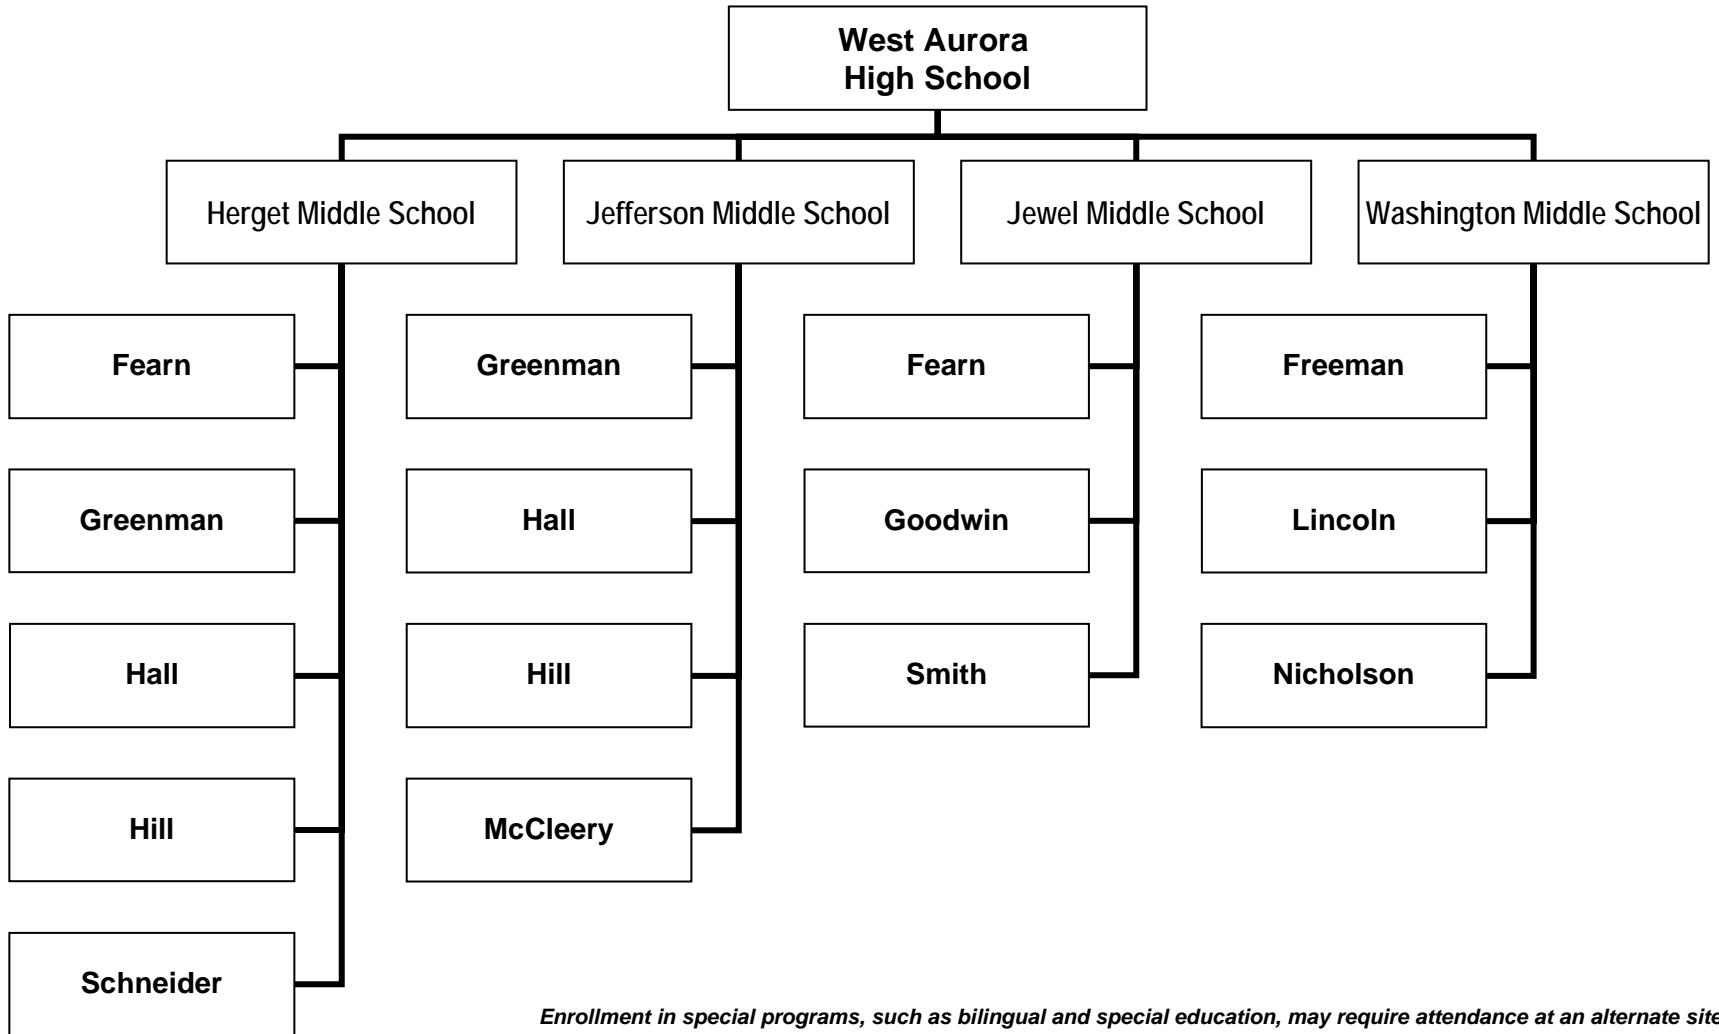 West Aurora
High School
Herget Middle School
Jefferson Middle School
Jewel Middle School
Washington Middle School
Fearn
Greenman
Hall
Hill
Schneider
Greenman
Hall
Hill
McCleery
Fearn
Goodwin
Smith
Freeman
Lincoln
Nicholson
Enrollment in special programs, such as bilingual and special education, may require attendance at an alternate site